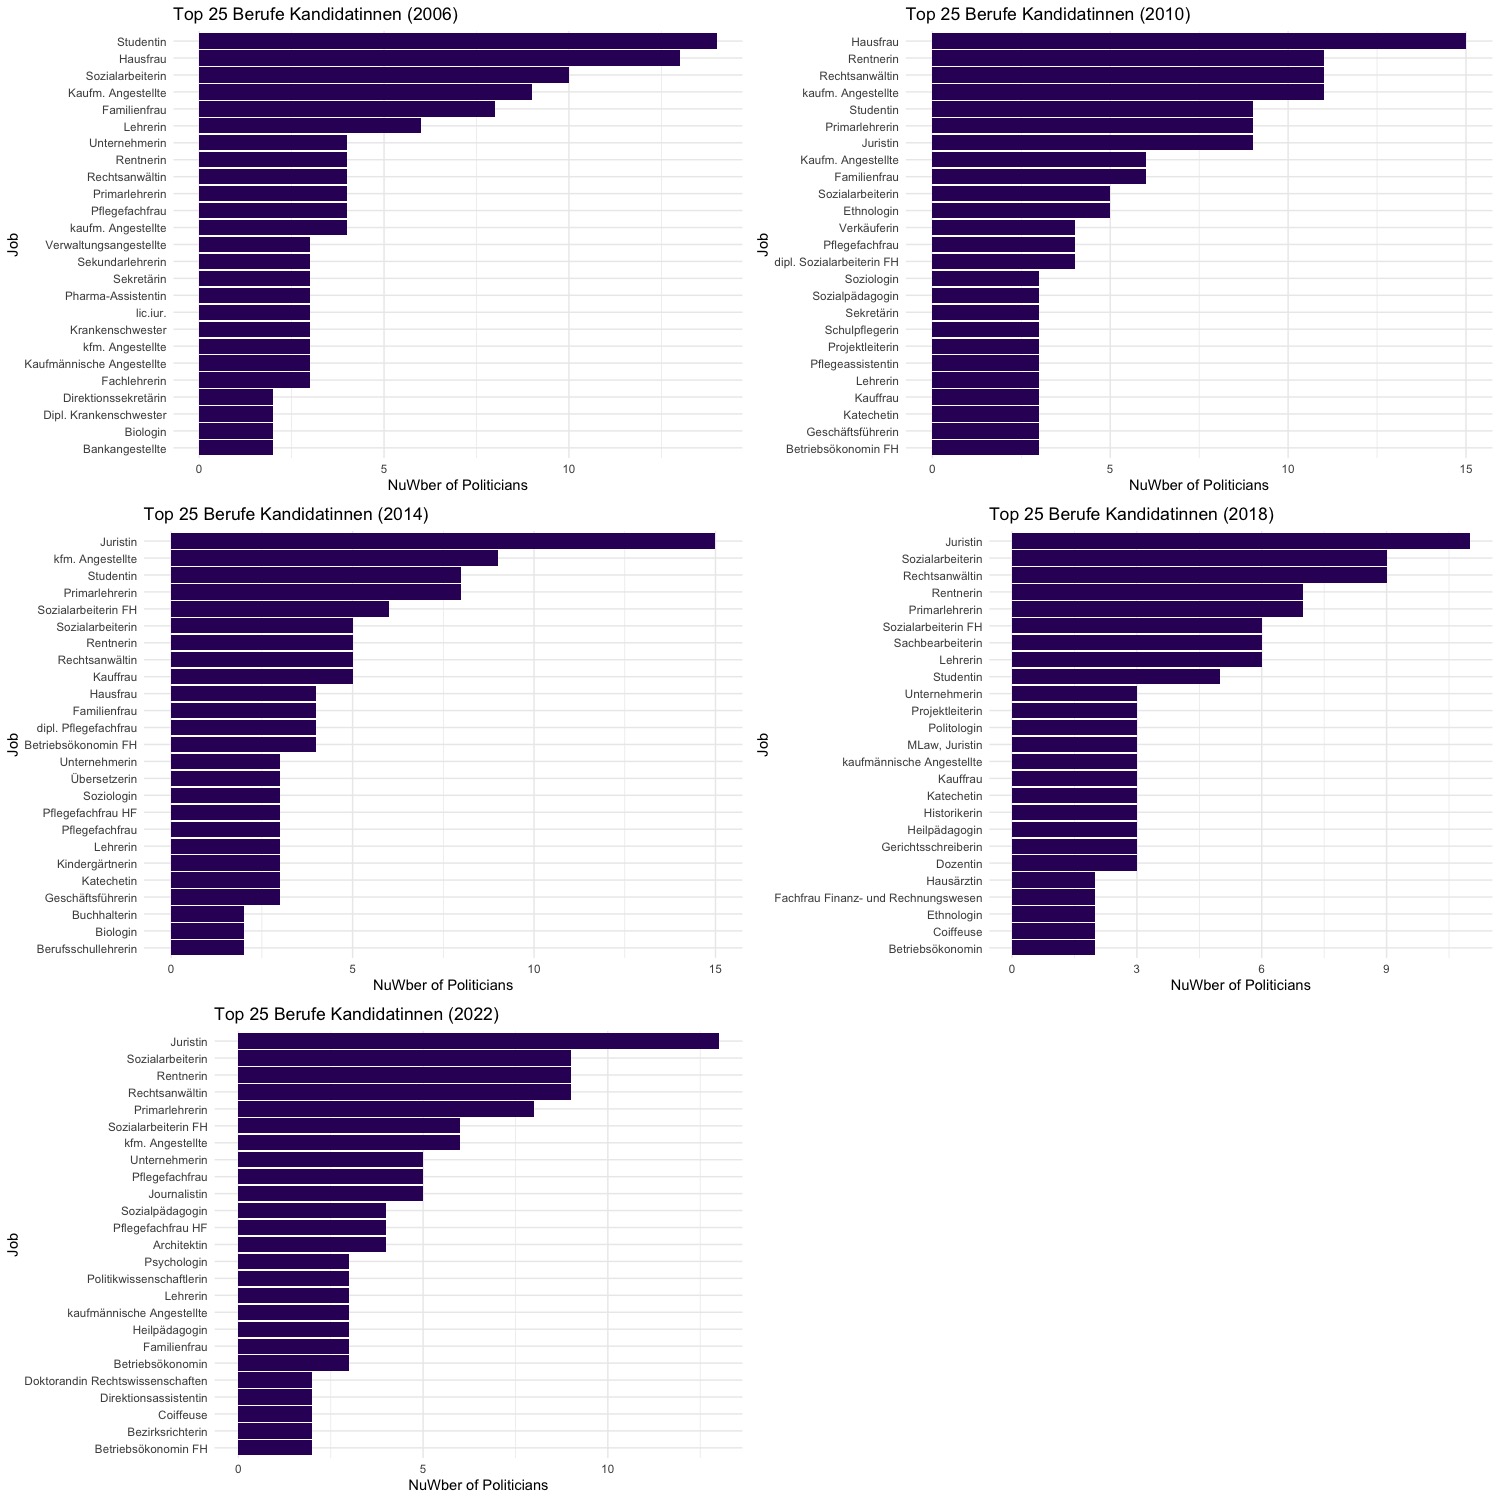 Top 25 Berufe Kandidatinnen (2006)
Job
Studentin
Hausfrau
Sozialarbeiterin
Kaufm. Angestellte
Familienfrau
Lehrerin
Unternehmerin
Rentnerin
Rechtsanwältin
Primarlehrerin
Pflegefachfrau
kaufm. Angestellte
Verwaltungsangestellte
Sekundarlehrerin
Sekretärin
Pharma-Assistentin
lic.iur.
Krankenschwester
kfm. Angestellte
Kaufmännische Angestellte
Fachlehrerin
Direktionssekretärin
Dipl. Krankenschwester
Biologin
Bankangestellte
0 5 10
NuWber of Politicians
Top 25 Berufe Kandidatinnen (2010)
Job
Hausfrau
Rentnerin
Rechtsanwältin
kaufm. Angestellte
Studentin
Primarlehrerin
Juristin
Kaufm. Angestellte
Familienfrau
Sozialarbeiterin
Ethnologin
Verkäuferin
Pflegefachfrau
dipl. Sozialarbeiterin FH
Soziologin
Sozialpädagogin
Sekretärin
Schulpflegerin
Projektleiterin
Pflegeassistentin
Lehrerin
Kauffrau
Katechetin
Geschäftsführerin
Betriebsökonomin FH
0 5 10 15
NuWber of Politicians
Top 25 Berufe Kandidatinnen (2014)
Job
Juristin
kfm. Angestellte
Studentin
Primarlehrerin
Sozialarbeiterin FH
Sozialarbeiterin
Rentnerin
Rechtsanwältin
Kauffrau
Hausfrau
Familienfrau
dipl. Pflegefachfrau
Betriebsökonomin FH
Unternehmerin
Übersetzerin
Soziologin
Pflegefachfrau HF
Pflegefachfrau
Lehrerin
Kindergärtnerin
Katechetin
Geschäftsführerin
Buchhalterin
Biologin
Berufsschullehrerin
0 5 10 15
NuWber of Politicians
Top 25 Berufe Kandidatinnen (2018)
Job
Juristin
Sozialarbeiterin
Rechtsanwältin
Rentnerin
Primarlehrerin
Sozialarbeiterin FH
Sachbearbeiterin
Lehrerin
Studentin
Unternehmerin
Projektleiterin
Politologin
MLaw, Juristin
kaufmännische Angestellte
Kauffrau
Katechetin
Historikerin
Heilpädagogin
Gerichtsschreiberin
Dozentin
Hausärztin
Fachfrau Finanz- und Rechnungswesen
Ethnologin
Coiffeuse
Betriebsökonomin
0 3 6 9
NuWber of Politicians
Top 25 Berufe Kandidatinnen (2022)
Job
Juristin
Sozialarbeiterin
Rentnerin
Rechtsanwältin
Primarlehrerin
Sozialarbeiterin FH
kfm. Angestellte
Unternehmerin
Pflegefachfrau
Journalistin
Sozialpädagogin
Pflegefachfrau HF
Architektin
Psychologin
Politikwissenschaftlerin
Lehrerin
kaufmännische Angestellte
Heilpädagogin
Familienfrau
Betriebsökonomin
Doktorandin Rechtswissenschaften
Direktionsassistentin
Coiffeuse
Bezirksrichterin
Betriebsökonomin FH
0 5 10
NuWber of Politicians